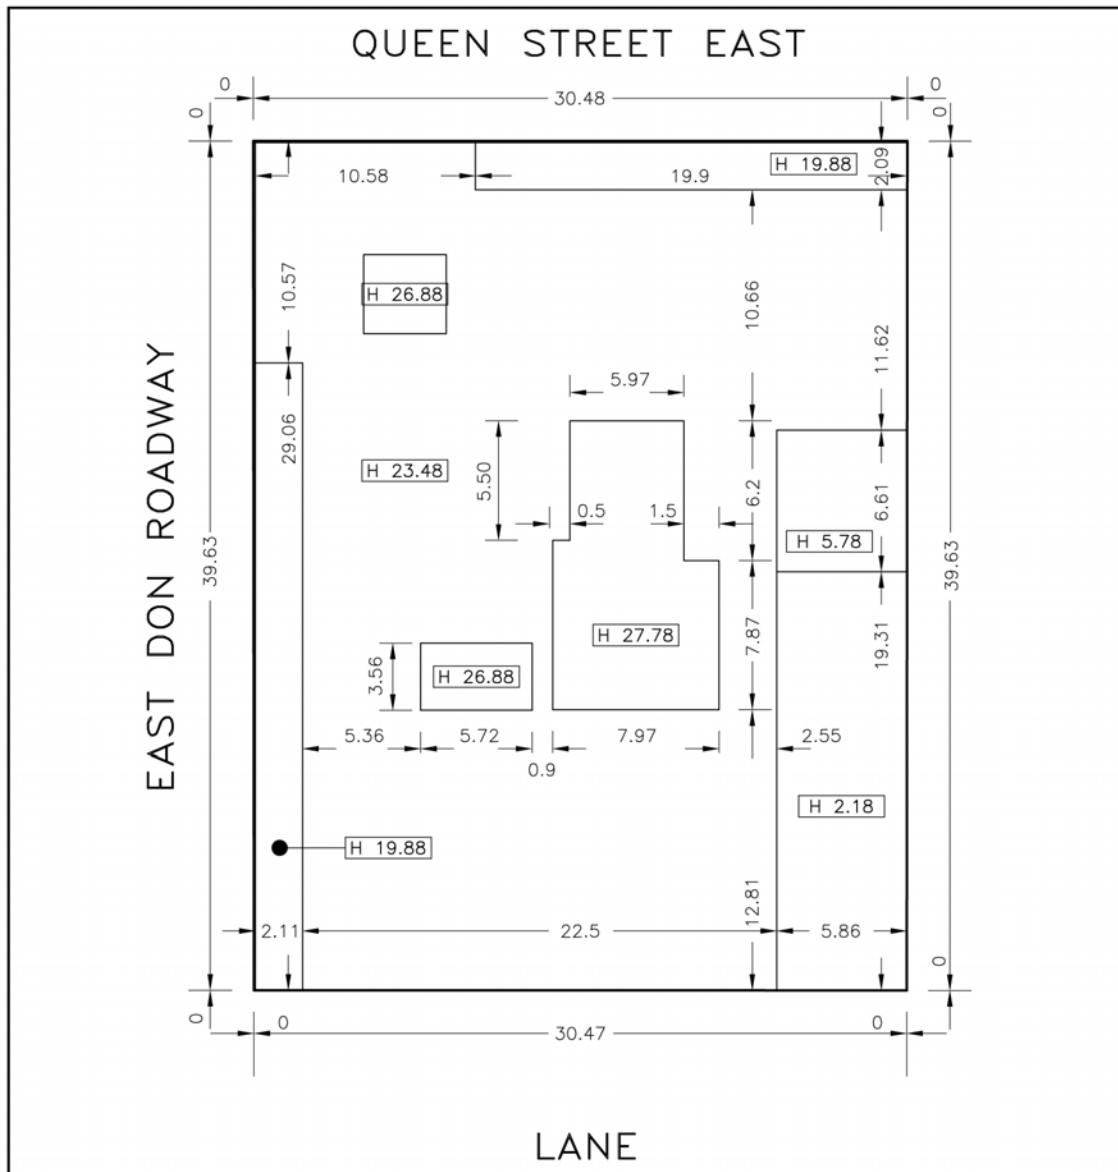 QUEEN STREET EAST
0 0
30.48
0 0
H 19.88
2.09
10.58 19.9
10.57
H 26.88
10.66
11.62
5.97
29.06
H 23.48
5.50
6.2
6.61
0.5 1.5
H 5.78
EAST DON ROADWAY
39.63 39.63
H 27.78
7.87
19.31
3.56
H 26.88
5.36 5.72 7.97 2.55
0.9
H 2.18
H 19.88
12.81
2.11 22.5 5.86
0
0 0 0
30.47
LANE